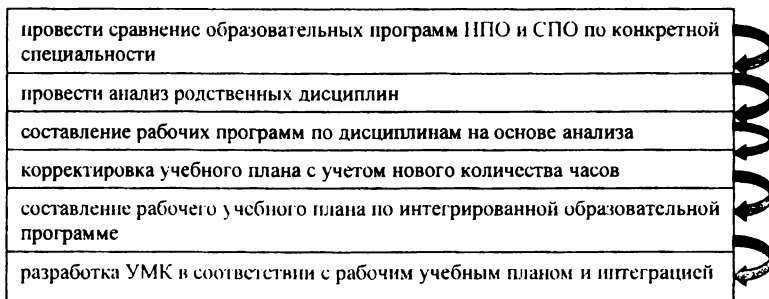 провести сравнение образовательных программ НПО и СПО по конкретной
специальности
провести анализ родственных дисциплин
составление рабочих программ по дисциплинам на основе анализа
корректировка учебного плана с учетом нового количества часов
составление рабочего учебного плана по интегрированной образовательной
программе
разработка УМК в соответствии с рабочим учебным планом и интеграцией